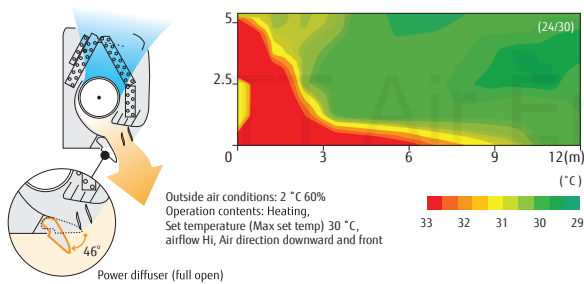 5
(24/30)
2.5
0
3
6
9
12(m)
(˚C)
33
32
31
30
29
Outside air conditions: 2 ˚C 60%
Operation contents: Heating,
Set temperature (Max set temp) 30 ˚C,
airflow Hi, Air direction downward and front
46˚
Power diffuser (full open)